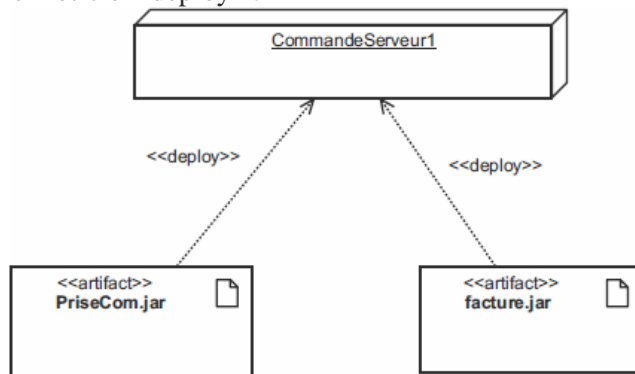 deploy
CommandeServeur1
<<deploy>>
<<deploy>>
<<artifact>>
PriseCom.jar
<<artifact>>
facture.jar